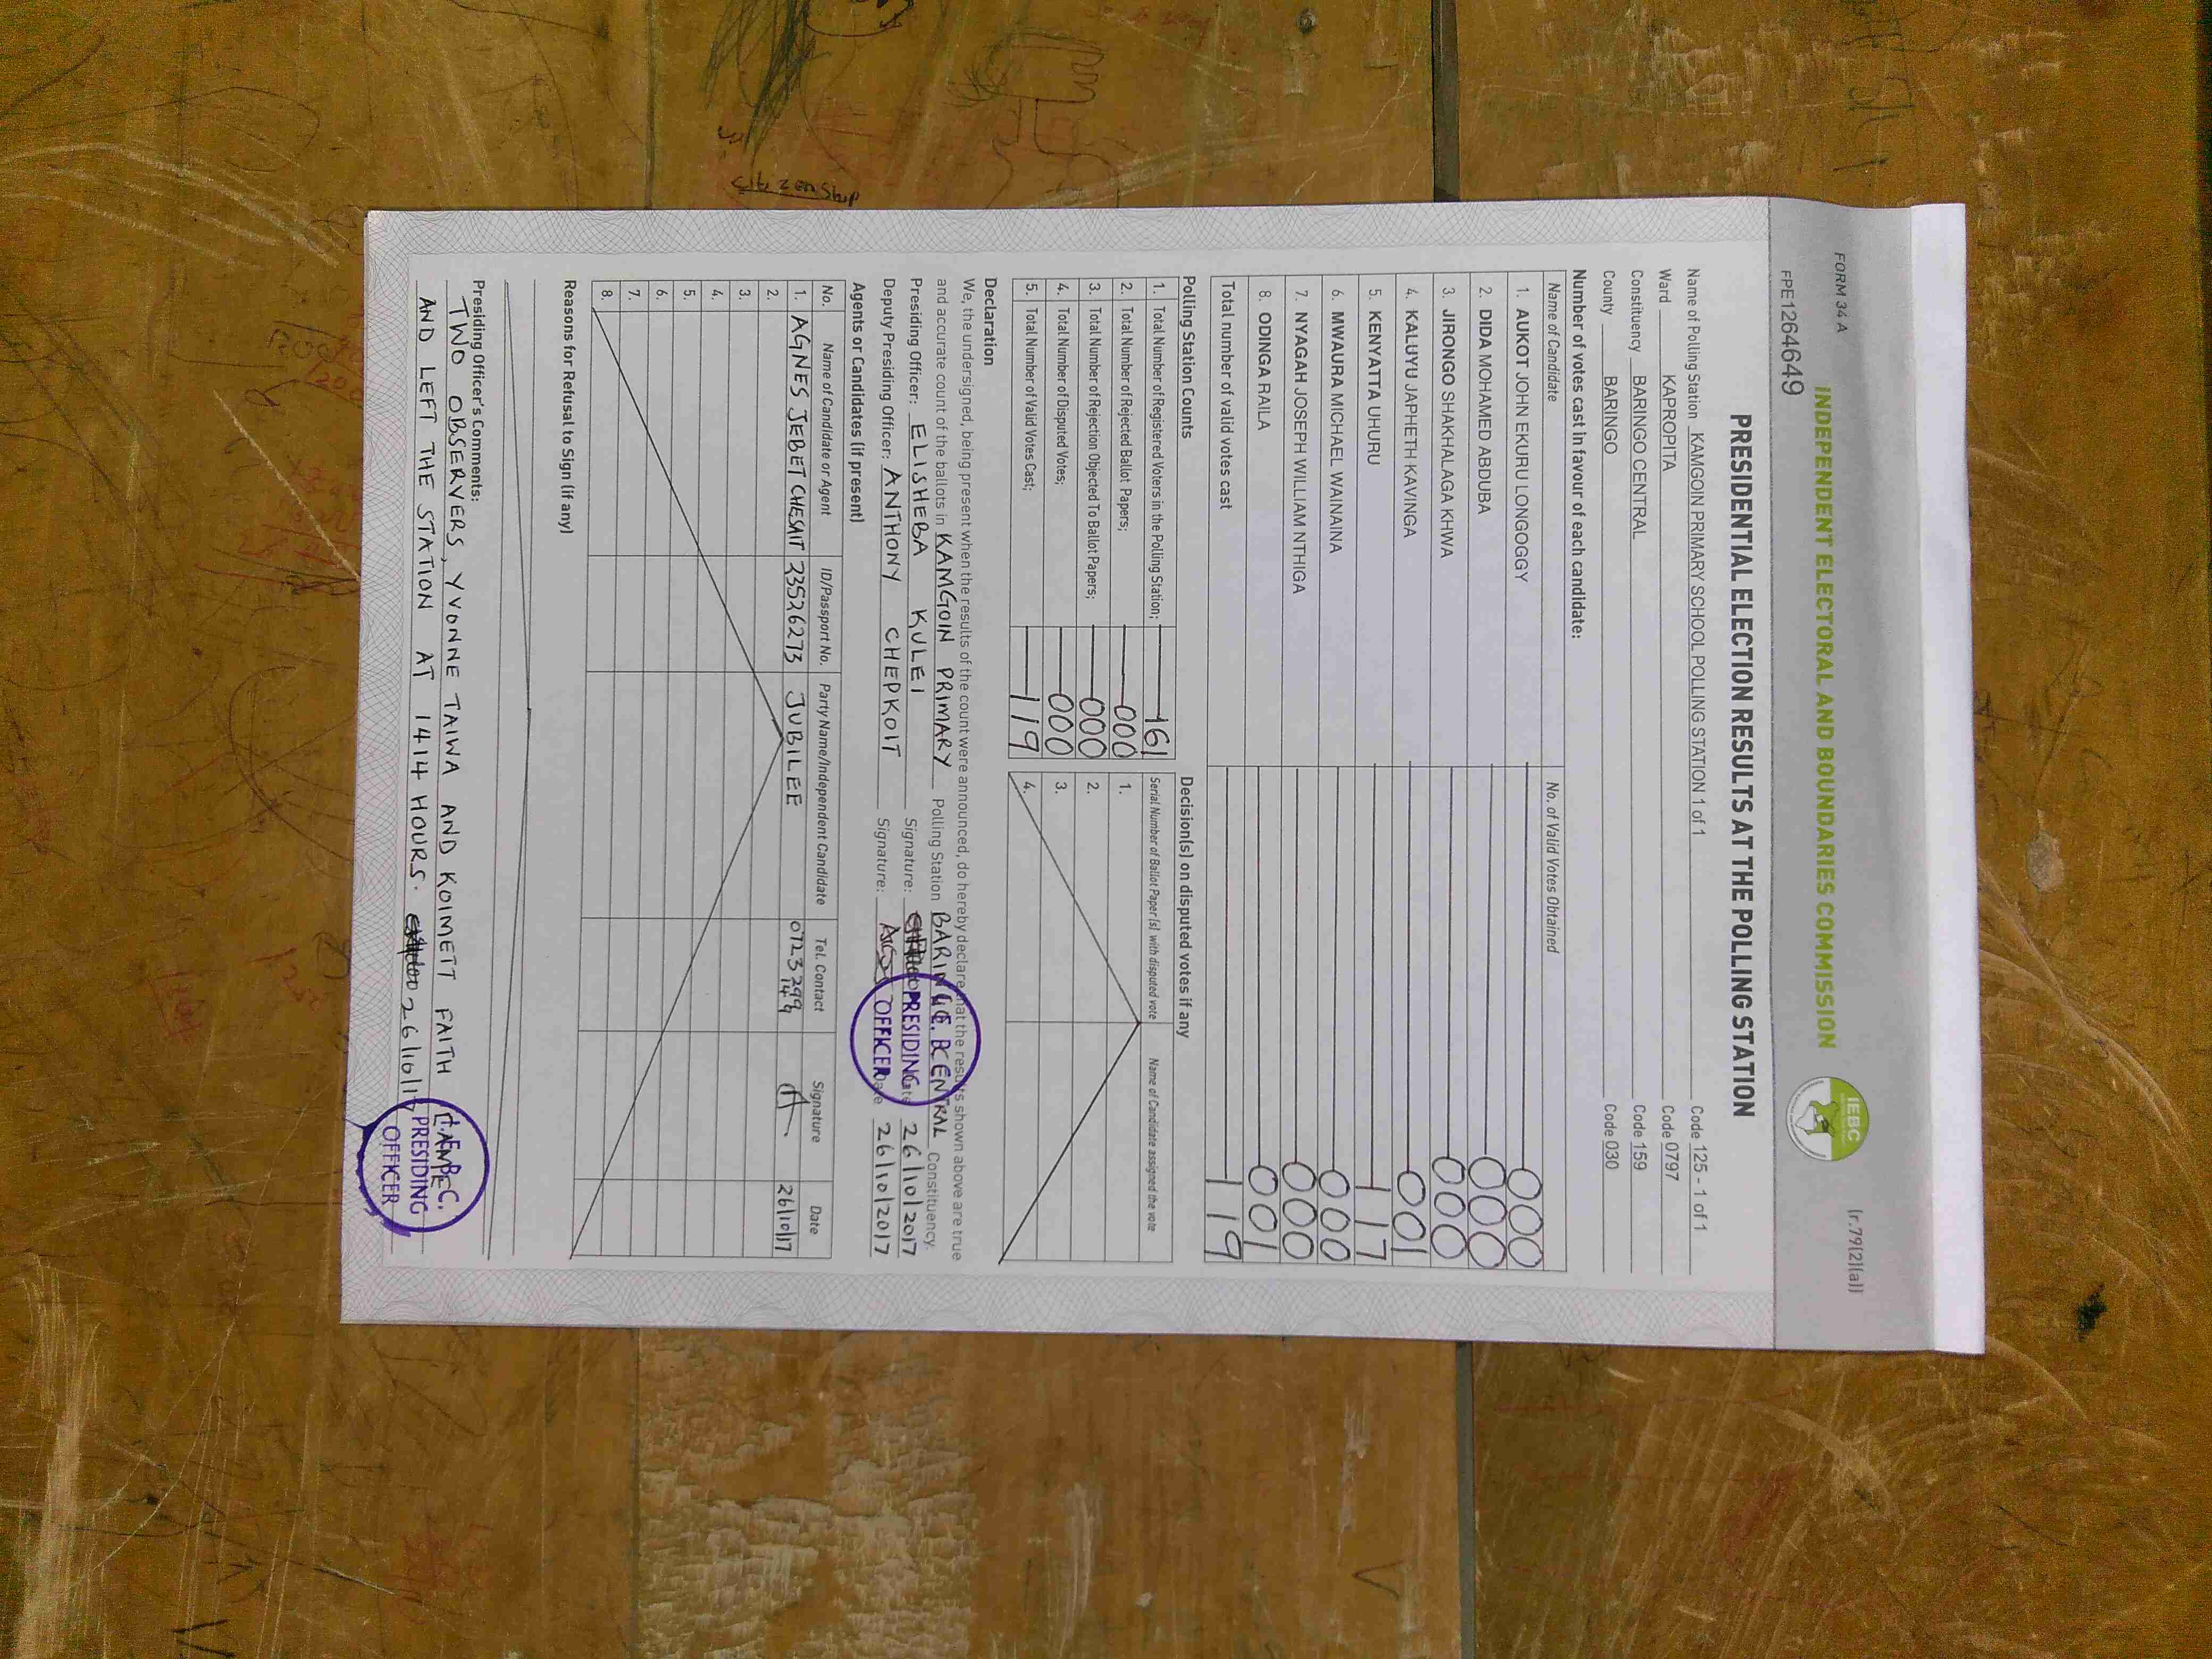 FORM 34 A
(r.79(2)(a))
INDEPENDENT ELECTORAL AND BOUNDARIES COMMISSION
IEBC
FPE1264649
PRESIDENTIAL ELECTION RESULTS AT THE POLLING STATION
Name of Polling Station KAMGOIN PRIMARY SCHOOL POLLING STATION 1 of 1 Code 125 - 1 of 1
Ward KAPROPITA Code 0797
Constituency BARINGO CENTRAL Code 159
County BARINGO Code 030
Number of votes cast in favour of each candidate:
Name of Candidate No. of Valid Votes Obtained
1. AUKOT JOHN EKURU LONGOGGY 000
2. DIDA MOHAMED ABDUBA 000
3. JIRONGO SHAKHALAGA KHWA 000
4. KALUYU JAPHETH KAVINGA 001
5. KENYATTA UHURU 117
6. MWAURA MICHAEL WAINAINA 000
7. NYAGAH JOSEPH WILLIAM NTHIGA 000
8. ODINGA RAILA 001
Total number of valid votes cast 119
Polling Station Counts
1. Total Number of Registered Voters in the Polling Station; 161
2. Total Number of Rejected Ballot Papers; 000
3. Total Number of Rejection Objected To Ballot Papers; 000
4. Total Number of Disputed Votes; 000
5. Total Number of Valid Votes Cast; 119
Decision(s) on disputed votes if any
Serial Number of Ballot Paper (s) with disputed vote Name of Candidate assigned the vote
1.
2.
3.
4.
Declaration
We, the undersigned, being present when the results of the count were announced, do hereby declare that the results shown above are true
and accurate count of the ballots in KAMGOIN PRIMARY Polling Station BARINGO CENTRAL Constituency.
Presiding Officer: ELISHEBA KULEI Signature: Date 26/10/2017
Deputy Presiding Officer: ANTHONY CHEPKOIT Signature: Date 26/10/2017
PRESIDING
OFFICER
Agents or Candidates (if present)
No. Name of Candidate or Agent ID/Passport No. Party Name/Independent Candidate Tel. Contact Signature Date
1. AGNES JEBET 23526273 JUBILEE 0723299 26/10/17
149
2.
3.
4.
5.
6.
7.
8.
Reasons for Refusal to Sign (if any)
Presiding Officer's Comments:
TWO OBSERVERS, YVONNE TAIWA AND KOIMETT FAITH
AND LEFT THE STATION AT 1414 HOURS. 26/10/17
PRESIDING
OFFICER
citizenship